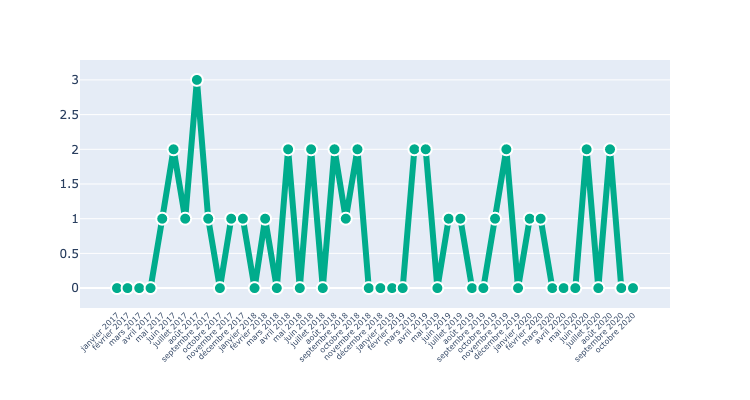 3
2.5
2
1.5
1
0.5
0
janvier 2017
février 2017
mars 2017
avril 2017
mai 2017
juin 2017
juillet 2017
août 2017
septembre 2017
octobre 2017
novembre 2017
décembre 2017
janvier 2018
février 2018
mars 2018
avril 2018
mai 2018
juin 2018
juillet 2018
août 2018
septembre 2018
octobre 2018
novembre 2018
décembre 2018
janvier 2019
février 2019
mars 2019
avril 2019
mai 2019
juin 2019
juillet 2019
août 2019
septembre 2019
octobre 2019
novembre 2019
décembre 2019
janvier 2020
février 2020
mars 2020
avril 2020
mai 2020
juin 2020
juillet 2020
août 2020
septembre 2020
octobre 2020